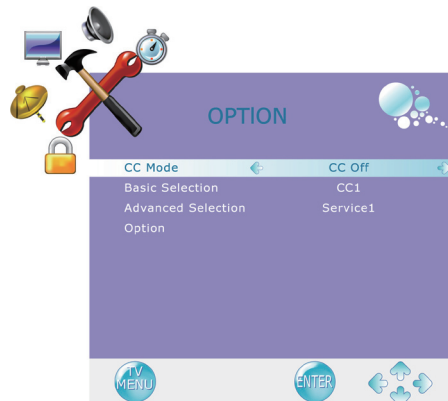 OPTION
CC Mode CC Off
Basic Selection CC1
Advanced Selection Service1
Option
TV MENU ENTER